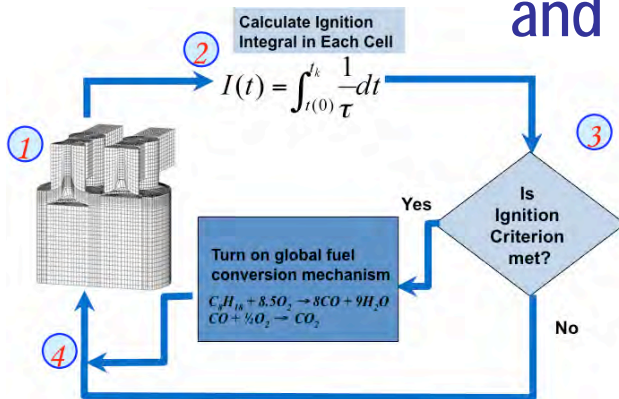 and
Calculate Ignition
Integral in Each Cell
2
I(t) = ∫_{t(0)}^{t_k} 1/τ dt
1
3
Is
Ignition
Criterion
met?
Yes
Turn on global fuel
conversion mechanism
C₈H₁₈ + 8.5O₂ → 8CO + 9H₂O
CO + ½O₂ → CO₂
No
4